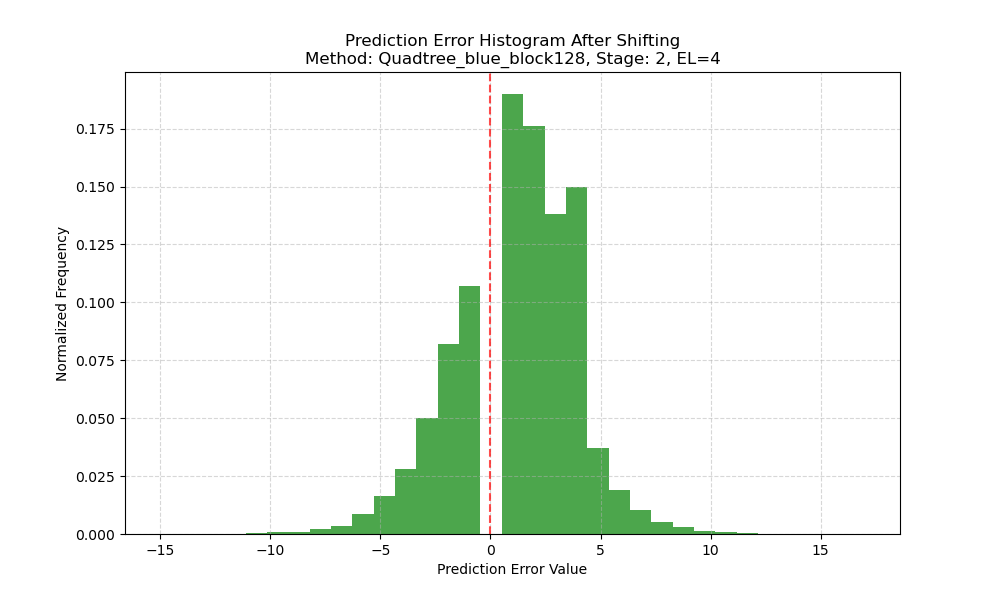 Prediction Error Histogram After Shifting
Method: Quadtree_blue_block128, Stage: 2, EL=4
Normalized Frequency
0.175
0.150
0.125
0.100
0.075
0.050
0.025
0.000
−15 −10 −5 0 5 10 15
Prediction Error Value